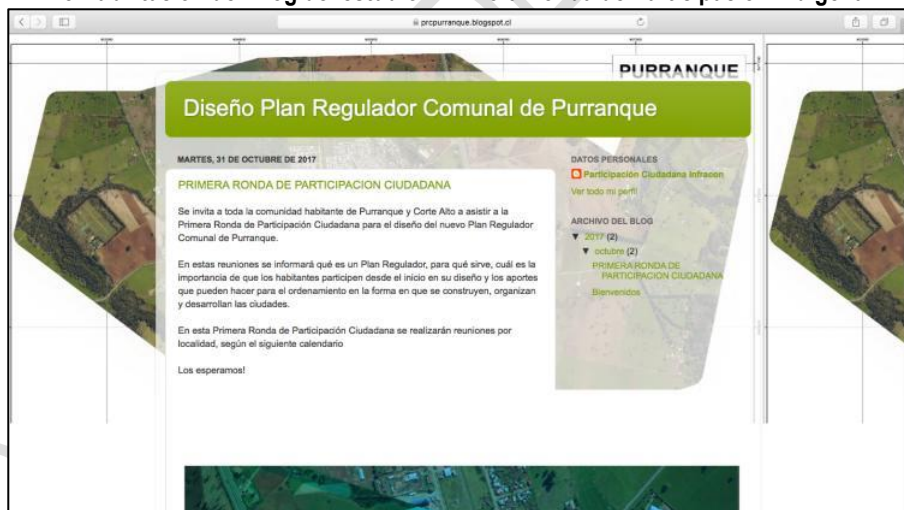 prcpurranque.blogspot.cl
PURRANQUE
Diseño Plan Regulador Comunal de Purranque
MARTES, 31 DE OCTUBRE DE 2017
PRIMERA RONDA DE PARTICIPACION CIUDADANA
Se invita a toda la comunidad habitante de Purranque y Corte Alto a asistir a la
Primera Ronda de Participación Ciudadana para el diseño del nuevo Plan Regulador
Comunal de Purranque.
En estas reuniones se informará qué es un Plan Regulador, para qué sirve, cuál es la
importancia de que los habitantes participen desde el inicio en su diseño y los aportes
que pueden hacer para el ordenamiento en la forma en que se construyen, organizan
y desarrollan las ciudades.
En esta Primera Ronda de Participación Ciudadana se realizarán reuniones por
localidad, según el siguiente calendario
Los esperamos!
DATOS PERSONALES
Participación Ciudadana Infracon
Ver todo mi perfil
ARCHIVO DEL BLOG
▼ 2017 (2)
▼ octubre (2)
PRIMERA RONDA DE
PARTICIPACION CIUDADANA
Bienvenidos